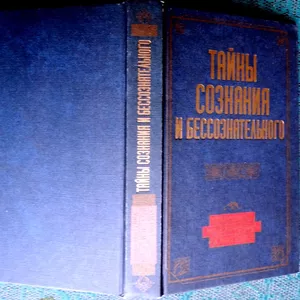 ТАЙНЫ СОЗНАНИЯ И БЕССОЗНАТЕЛЬНОГО
ТАЙНЫ
СОЗНАНИЯ
И БЕССОЗНАТЕЛЬНОГО